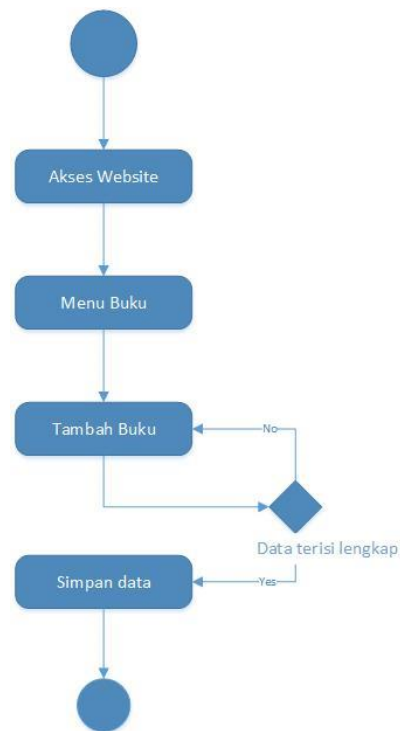 Akses Website
Menu Buku
Tambah Buku
No
Data terisi lengkap
Simpan data
Yes